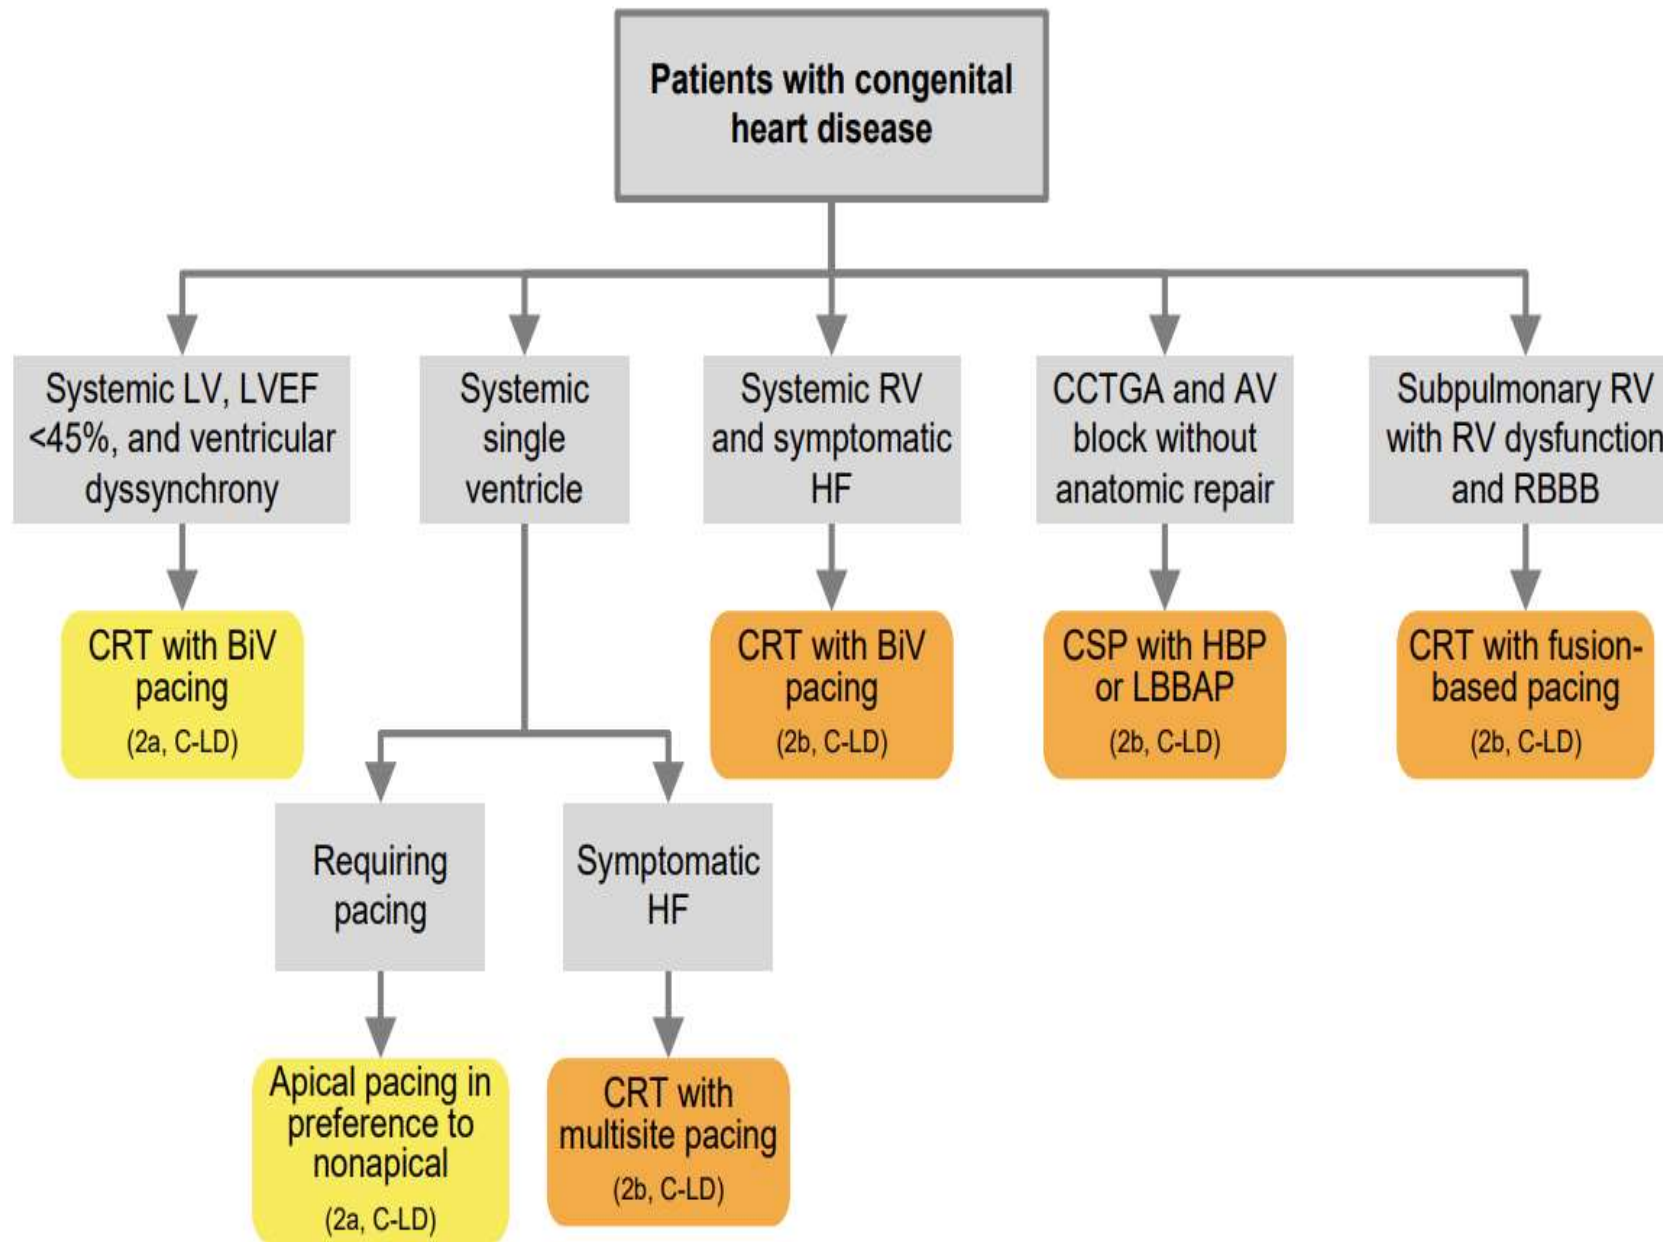 Patients with congenital
heart disease
Systemic LV, LVEF
<45%, and ventricular
dyssynchrony
Systemic
single
ventricle
Systemic RV
and symptomatic
HF
CCTGA and AV
block without
anatomic repair
Subpulmonary RV
with RV dysfunction
and RBBB
CRT with BiV
pacing
(2a, C-LD)
CRT with BiV
pacing
(2b, C-LD)
CSP with HBP
or LBBAP
(2b, C-LD)
CRT with fusion-
based pacing
(2b, C-LD)
Requiring
pacing
Symptomatic
HF
Apical pacing in
preference to
nonapical
(2a, C-LD)
CRT with
multisite pacing
(2b, C-LD)